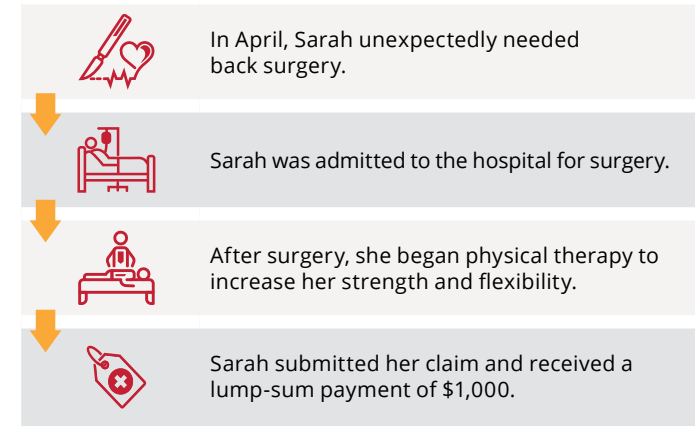 In April, Sarah unexpectedly needed
back surgery.
Sarah was admitted to the hospital for surgery.
After surgery, she began physical therapy to
increase her strength and flexibility.
Sarah submitted her claim and received a
lump-sum payment of $1,000.